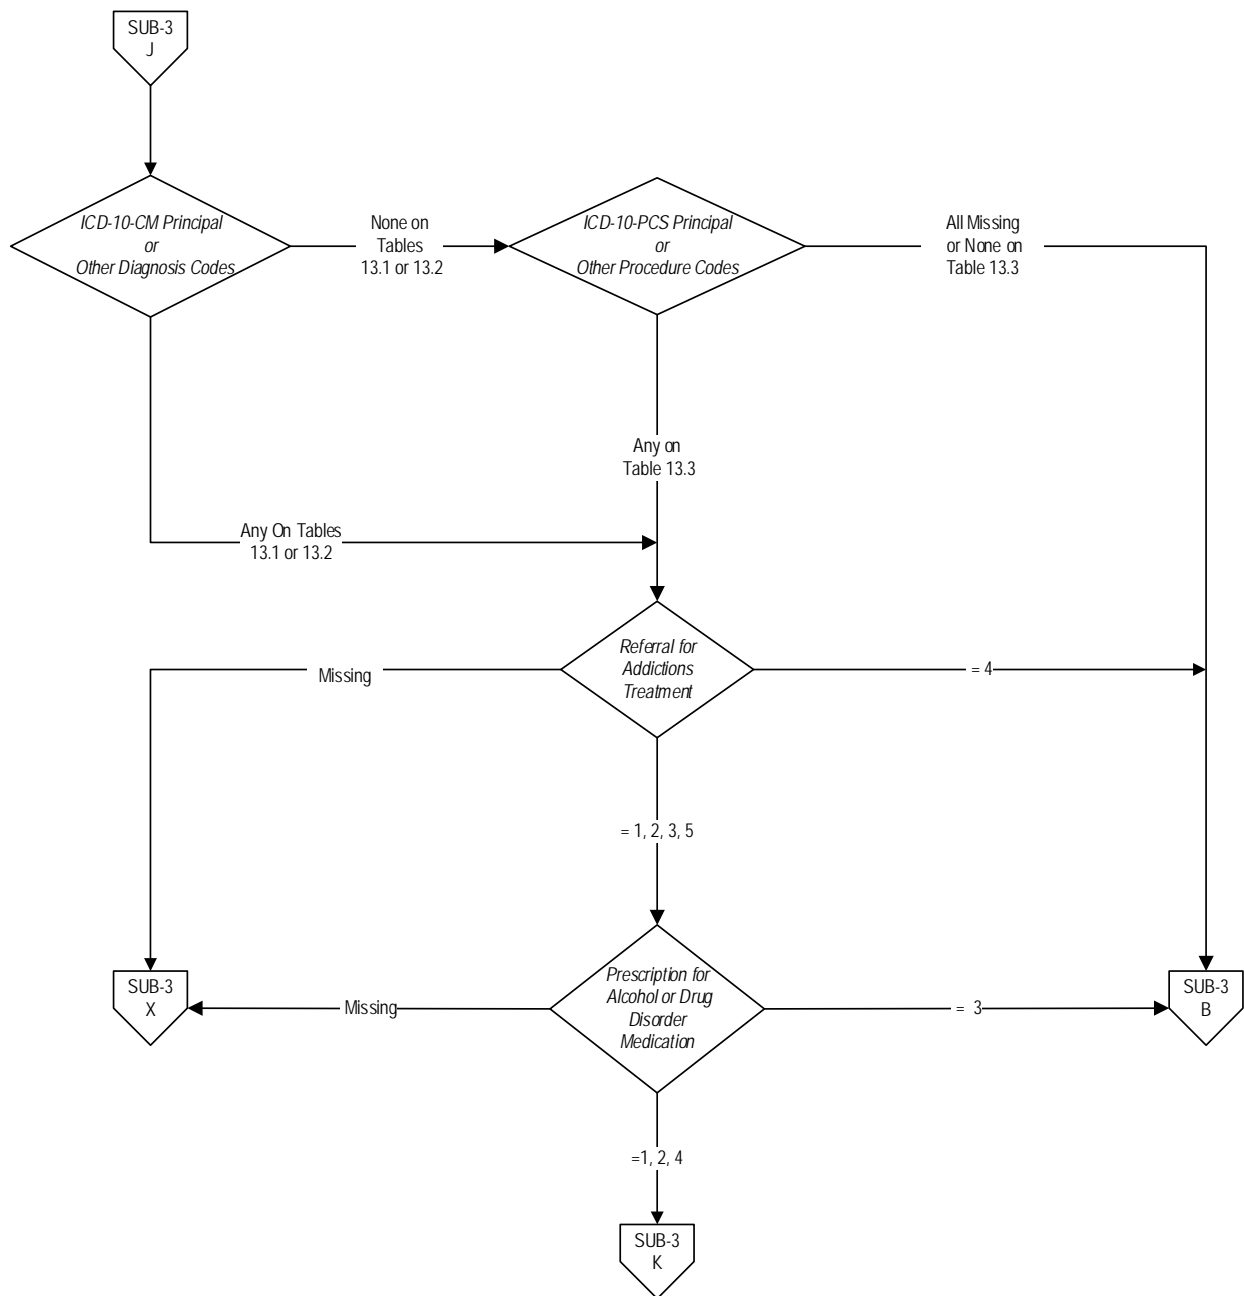 SUB-3
J
ICD-10-CM Principal
or
Other Diagnosis Codes
None on
Tables
13.1 or 13.2
ICD-10-PCS Principal
or
Other Procedure Codes
All Missing
or None on
Table 13.3
Any on
Table 13.3
Any On Tables
13.1 or 13.2
Referral for
Addictions
Treatment
Missing
= 4
= 1, 2, 3, 5
SUB-3
X
Missing
Prescription for
Alcohol or Drug
Disorder
Medication
= 3
SUB-3
B
=1, 2, 4
SUB-3
K